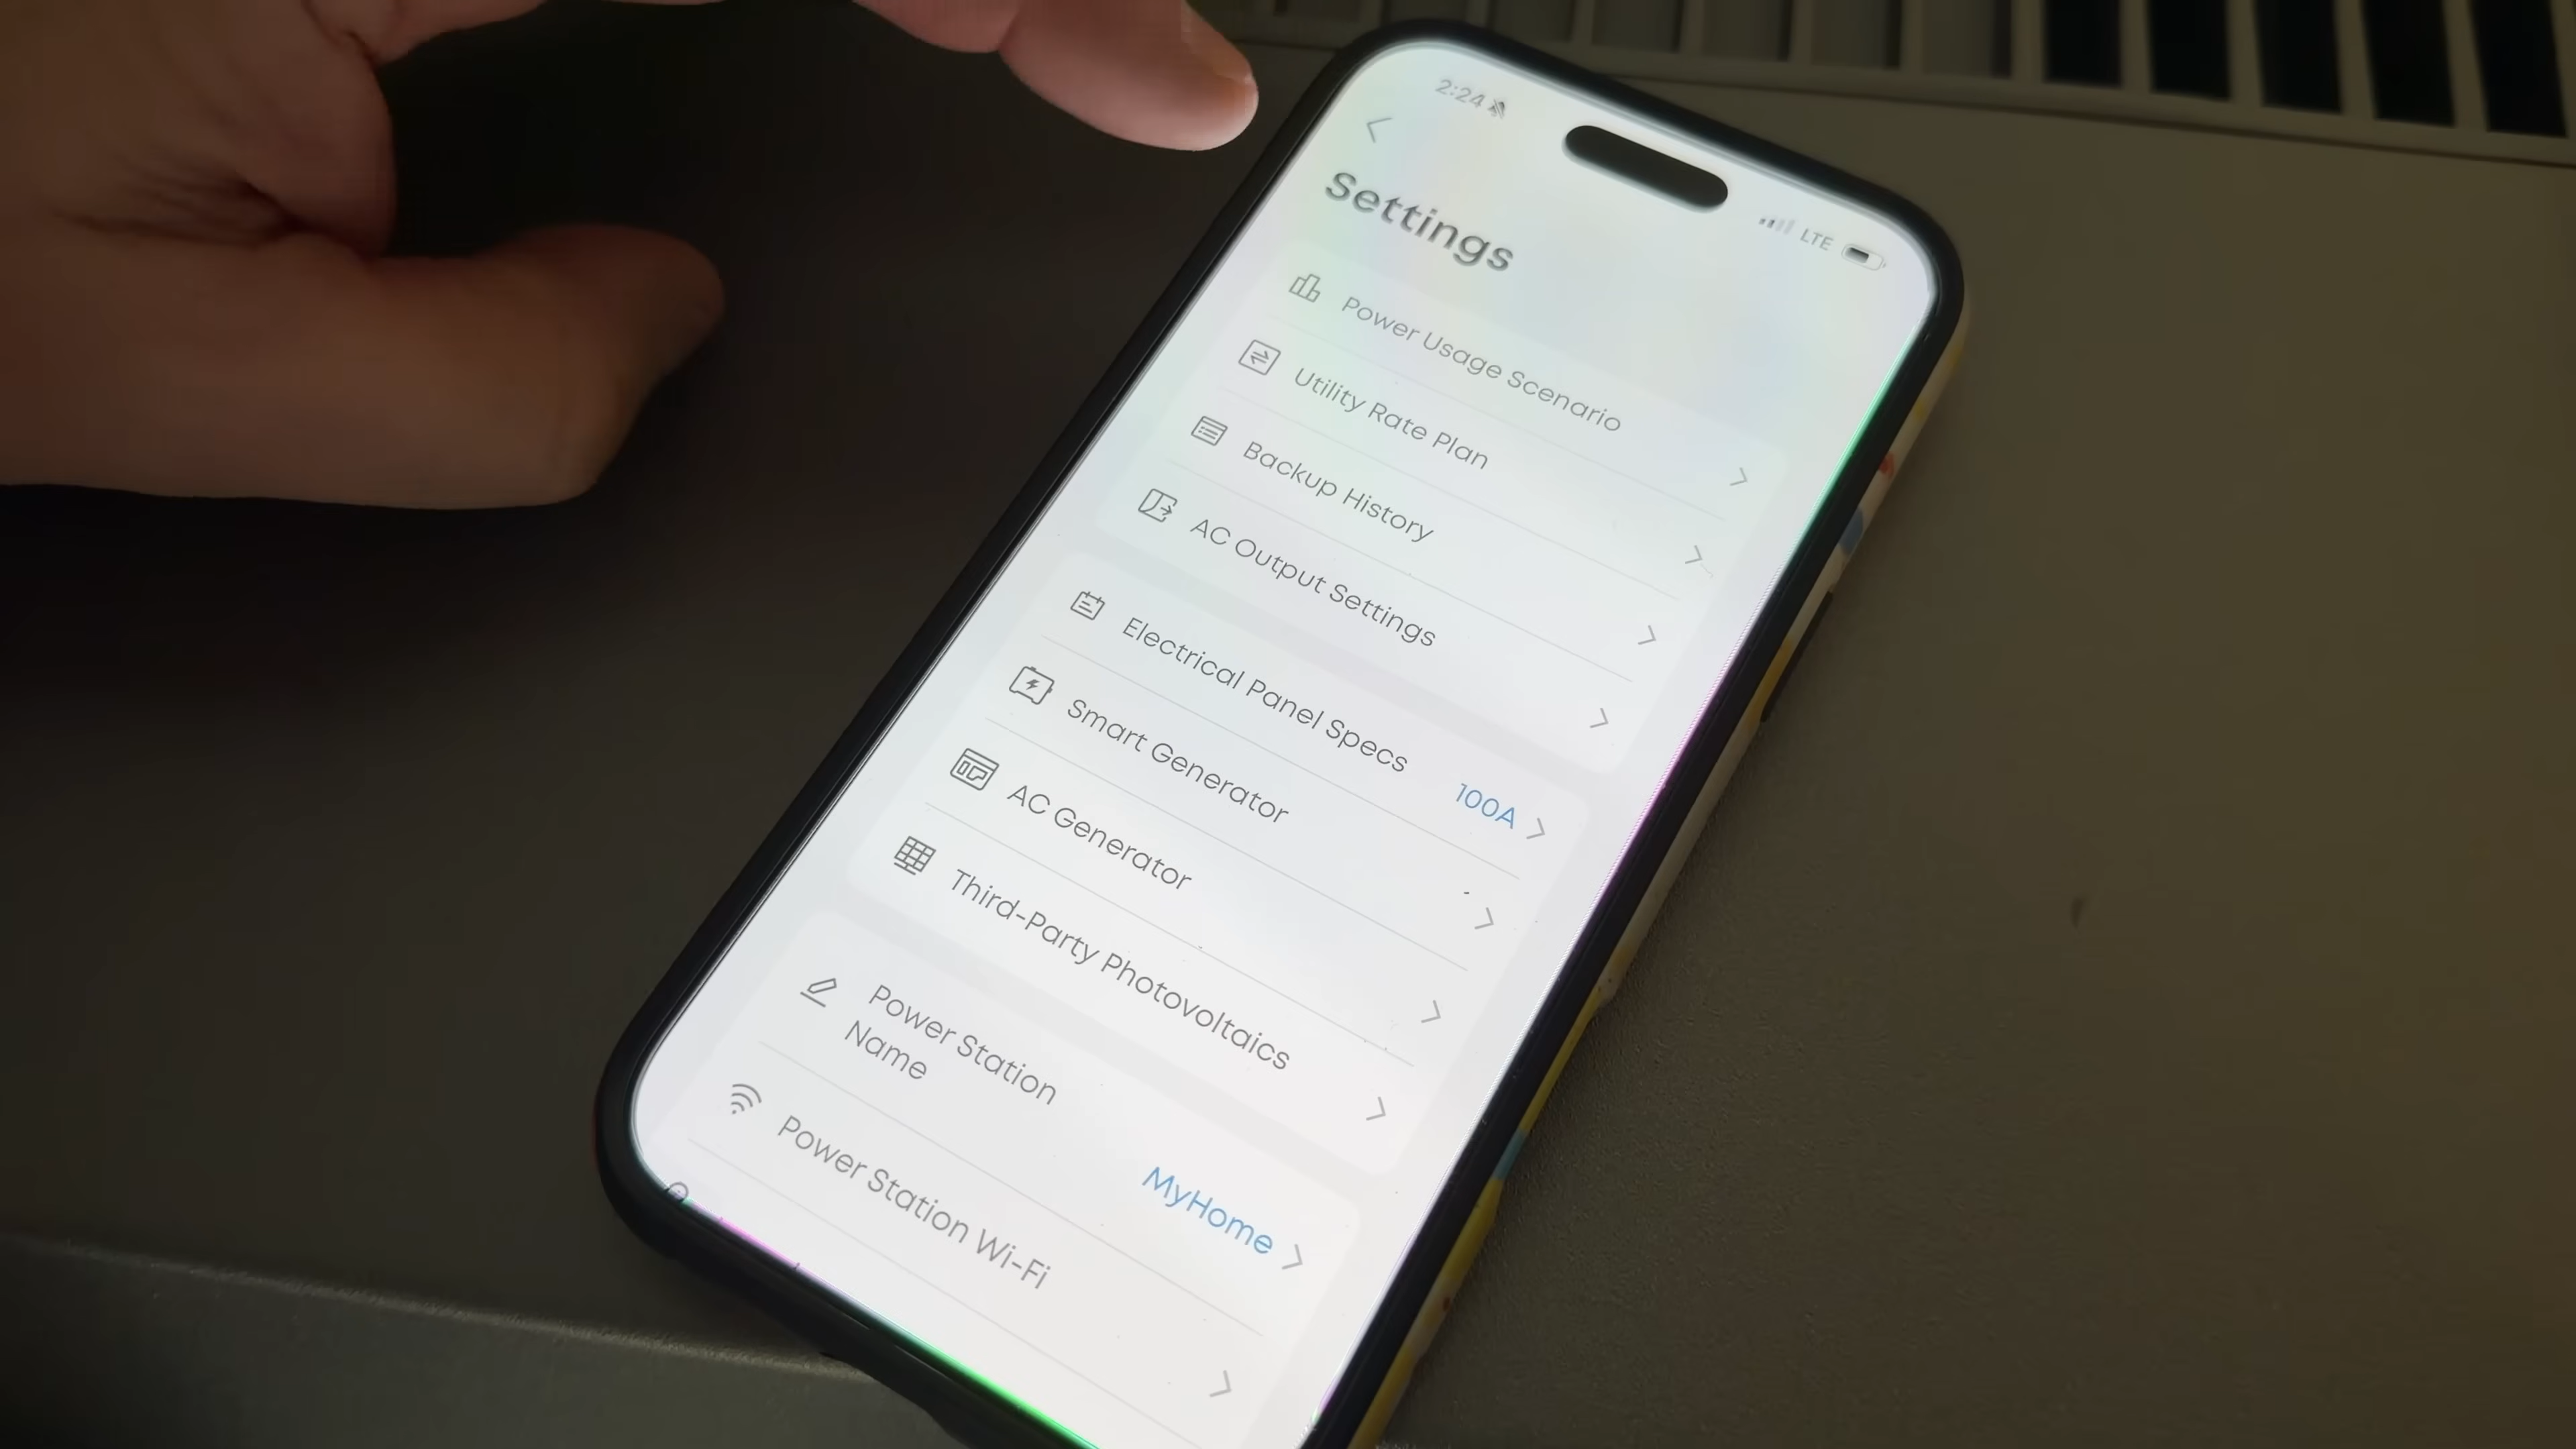 2:24
LTE
Settings
Power Usage Scenario
Utility Rate Plan
Backup History
AC Output Settings
Electrical Panel Specs
100A
Smart Generator
AC Generator
Third-Party Photovoltaics
Power Station
Name
MyHome
Power Station Wi-Fi